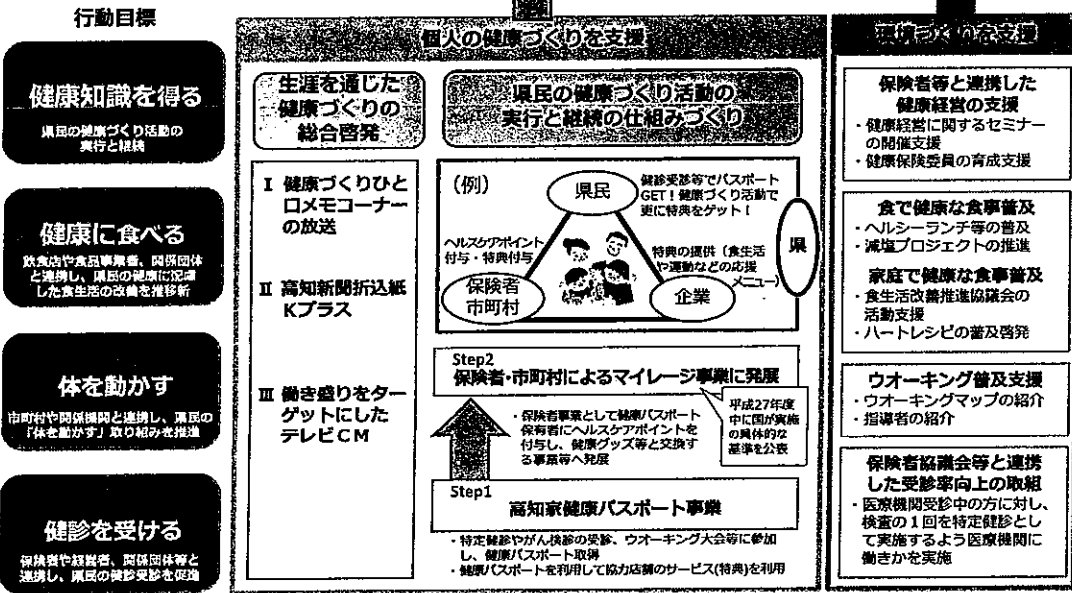 行動目標
健康知識を得る
県民の健康づくり活動の
実行と継続
健康に食べる
飲食店や食品事業者、関係団体
と連携し、県民の健康に配慮
した食生活の改善を推移新
体を動かす
市町村や関係機関と連携し、県民の
「体を動かす」取り組みを推進
健診を受ける
保険者や経営者、関係団体等と
連携し、県民の健診受診を促進
個人の健康づくりを支援
生涯を通じた
健康づくりの
総合啓発
Ⅰ 健康づくりひと
口メモコーナー
の放送
Ⅱ 高知新聞折込紙
Kプラス
Ⅲ 働き盛りをター
ゲットにした
テレビCM
県民の健康づくり活動の
実行と継続の仕組みづくり
(例)
県民
健診受診等でパスポート
GET!健康づくり活動で
更に特典をゲット!
県
ヘルスケアポイント
付与・特典付与
特典の提供(食生活
や運動などの応援
メニュー)
保険者
市町村
企業
Step2
保険者・市町村によるマイレージ事業に発展
・保険者事業として健康パスポート
保有者にヘルスケアポイントを
付与し、健康グッズ等と交換す
る事業等へ発展
平成27年度
中に国が実施
の具体的な
基準を公表
Step1
高知家健康パスポート事業
・特定健診やがん検診の受診、ウオーキング大会等に参加
し、健康パスポート取得
・健康パスポートを利用して協力店舗のサービス(特典)を利用
環境づくりを支援
保険者等と連携した
健康経営の支援
・健康経営に関するセミナー
の開催支援
・健康保険委員の育成支援
食で健康な食事普及
・ヘルシーランチ等の普及
・減塩プロジェクトの推進
家庭で健康な食事普及
・食生活改善推進協議会の
活動支援
・ハートレシピの普及啓発
ウオーキング普及支援
・ウオーキングマップの紹介
・指導者の紹介
保険者協議会等と連携
した受診率向上の取組
・医療機関受診中の方に対し、
検査の1回を特定健診とし
て実施するよう医療機関に
働きかを実施